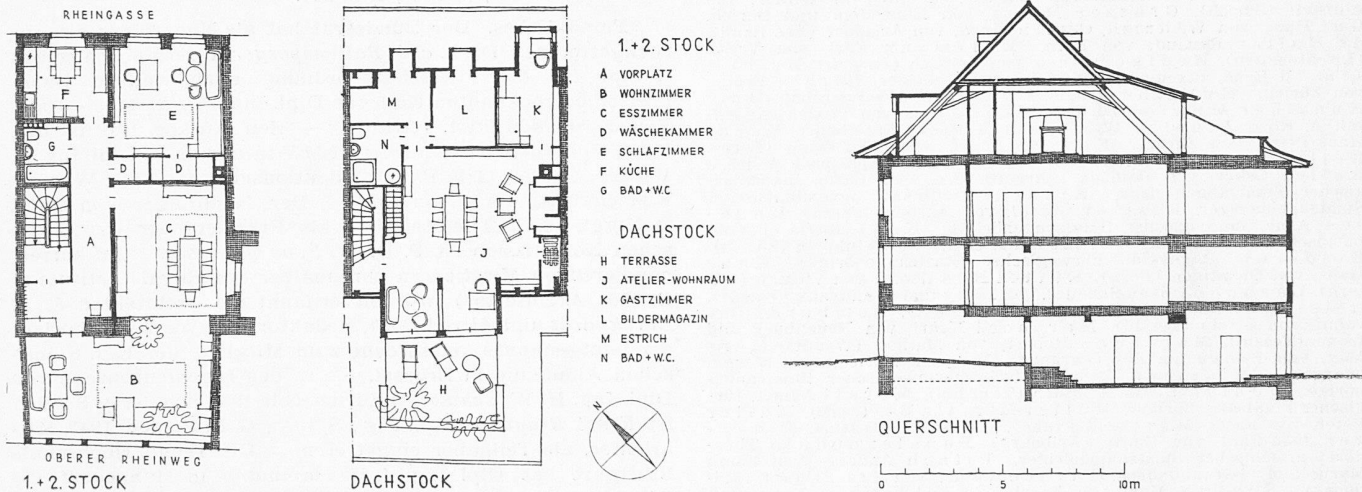 RHEINGASSE
F
E
G
D
D
A
C
B
OBERER RHEINWEG
1.+2. STOCK
M
L
K
N
J
H
DACHSTOCK
1.+2. STOCK
A VORPLATZ
B WOHNZIMMER
C ESSZIMMER
D WÄSCHEKAMMER
E SCHLAFZIMMER
F KÜCHE
G BAD+W.C
DACHSTOCK
H TERRASSE
J ATELIER-WOHNRAUM
K GASTZIMMER
L BILDERMAGAZIN
M ESTRICH
N BAD+W.C.
N
QUERSCHNITT
0 5 10m